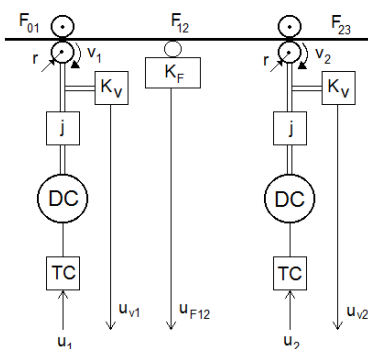 F01 F12 F23
r v1 r v2
Kv KF Kv
j j
DC DC
TC TC
u1 uv1 uF12 u2 uv2